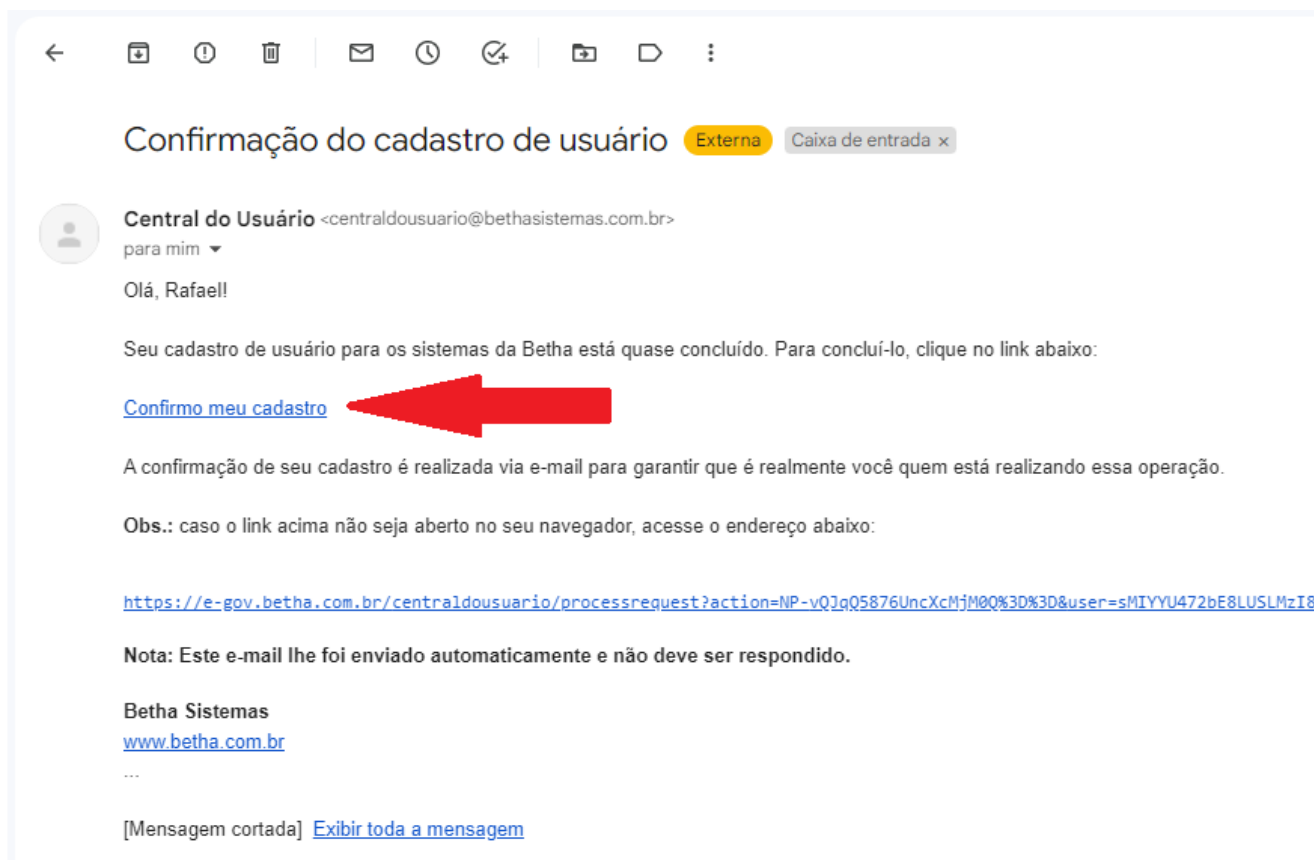 Confirmação do cadastro de usuário Externa Caixa de entrada ×
Central do Usuário <centraldousuario@bethasistemas.com.br>
para mim
Olá, Rafael!
Seu cadastro de usuário para os sistemas da Betha está quase concluído. Para concluí-lo, clique no link abaixo:
Confirmo meu cadastro
A confirmação de seu cadastro é realizada via e-mail para garantir que é realmente você quem está realizando essa operação.
Obs.: caso o link acima não seja aberto no seu navegador, acesse o endereço abaixo:
https://e-gov.betha.com.br/centraldousuario/processrequest?action=NP-vQJqQ5876UncXcMjM0Q%3D%3D&user=sMIYYU472bE8LUSLMzI8
Nota: Este e-mail lhe foi enviado automaticamente e não deve ser respondido.
Betha Sistemas
www.betha.com.br
...
[Mensagem cortada] Exibir toda a mensagem